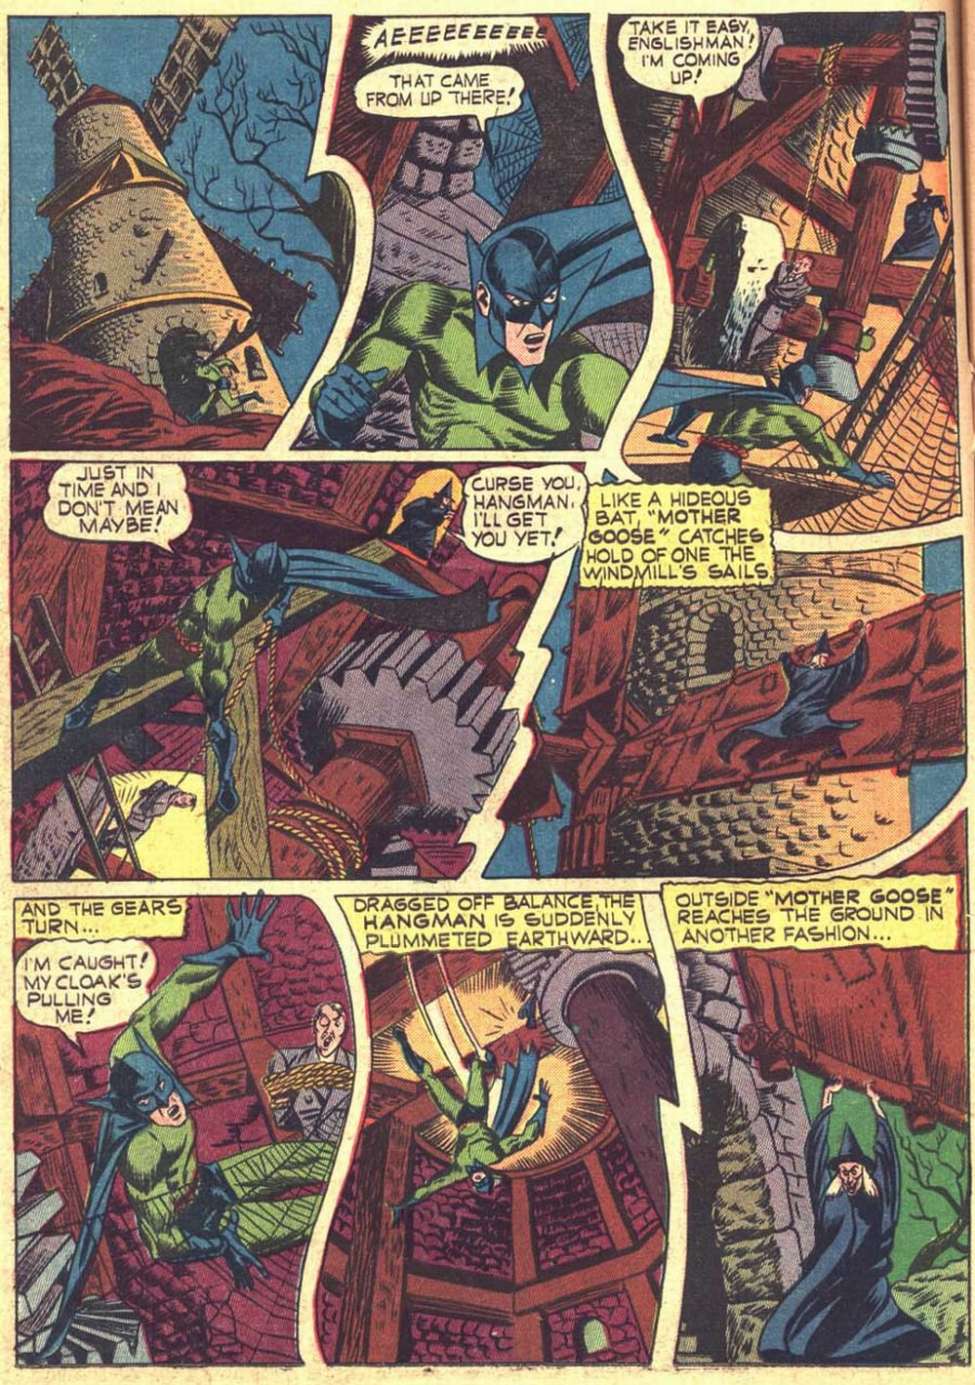 AEEEEEEEEEE
THAT CAME
FROM UP THERE!
TAKE IT EASY,
ENGLISHMAN!
I'M COMING
UP!
JUST IN
TIME AND I
DON'T MEAN
MAYBE!
CURSE YOU,
HANGMAN.
I'LL GET
YOU YET!
LIKE A HIDEOUS
BAT, "MOTHER
GOOSE" CATCHES
HOLD OF ONE THE
WINDMILL'S SAILS.
AND THE GEARS
TURN...
I'M CAUGHT!
MY CLOAK'S
PULLING
ME!
DRAGGED OFF BALANCE, THE
HANGMAN IS SUDDENLY
PLUMMETED EARTHWARD...
OUTSIDE "MOTHER GOOSE"
REACHES THE GROUND IN
ANOTHER FASHION...